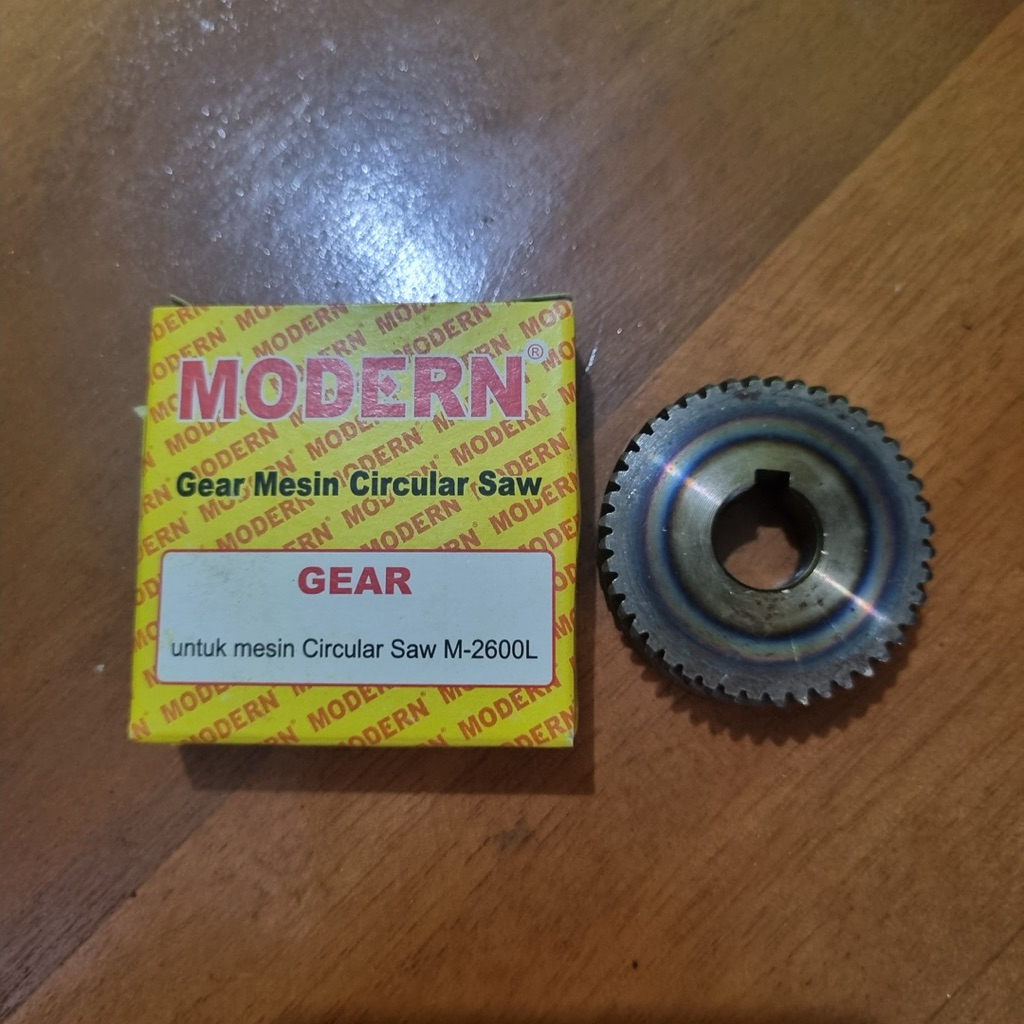 MODERN®
Gear Mesin Circular Saw
GEAR
untuk mesin Circular Saw M-2600L